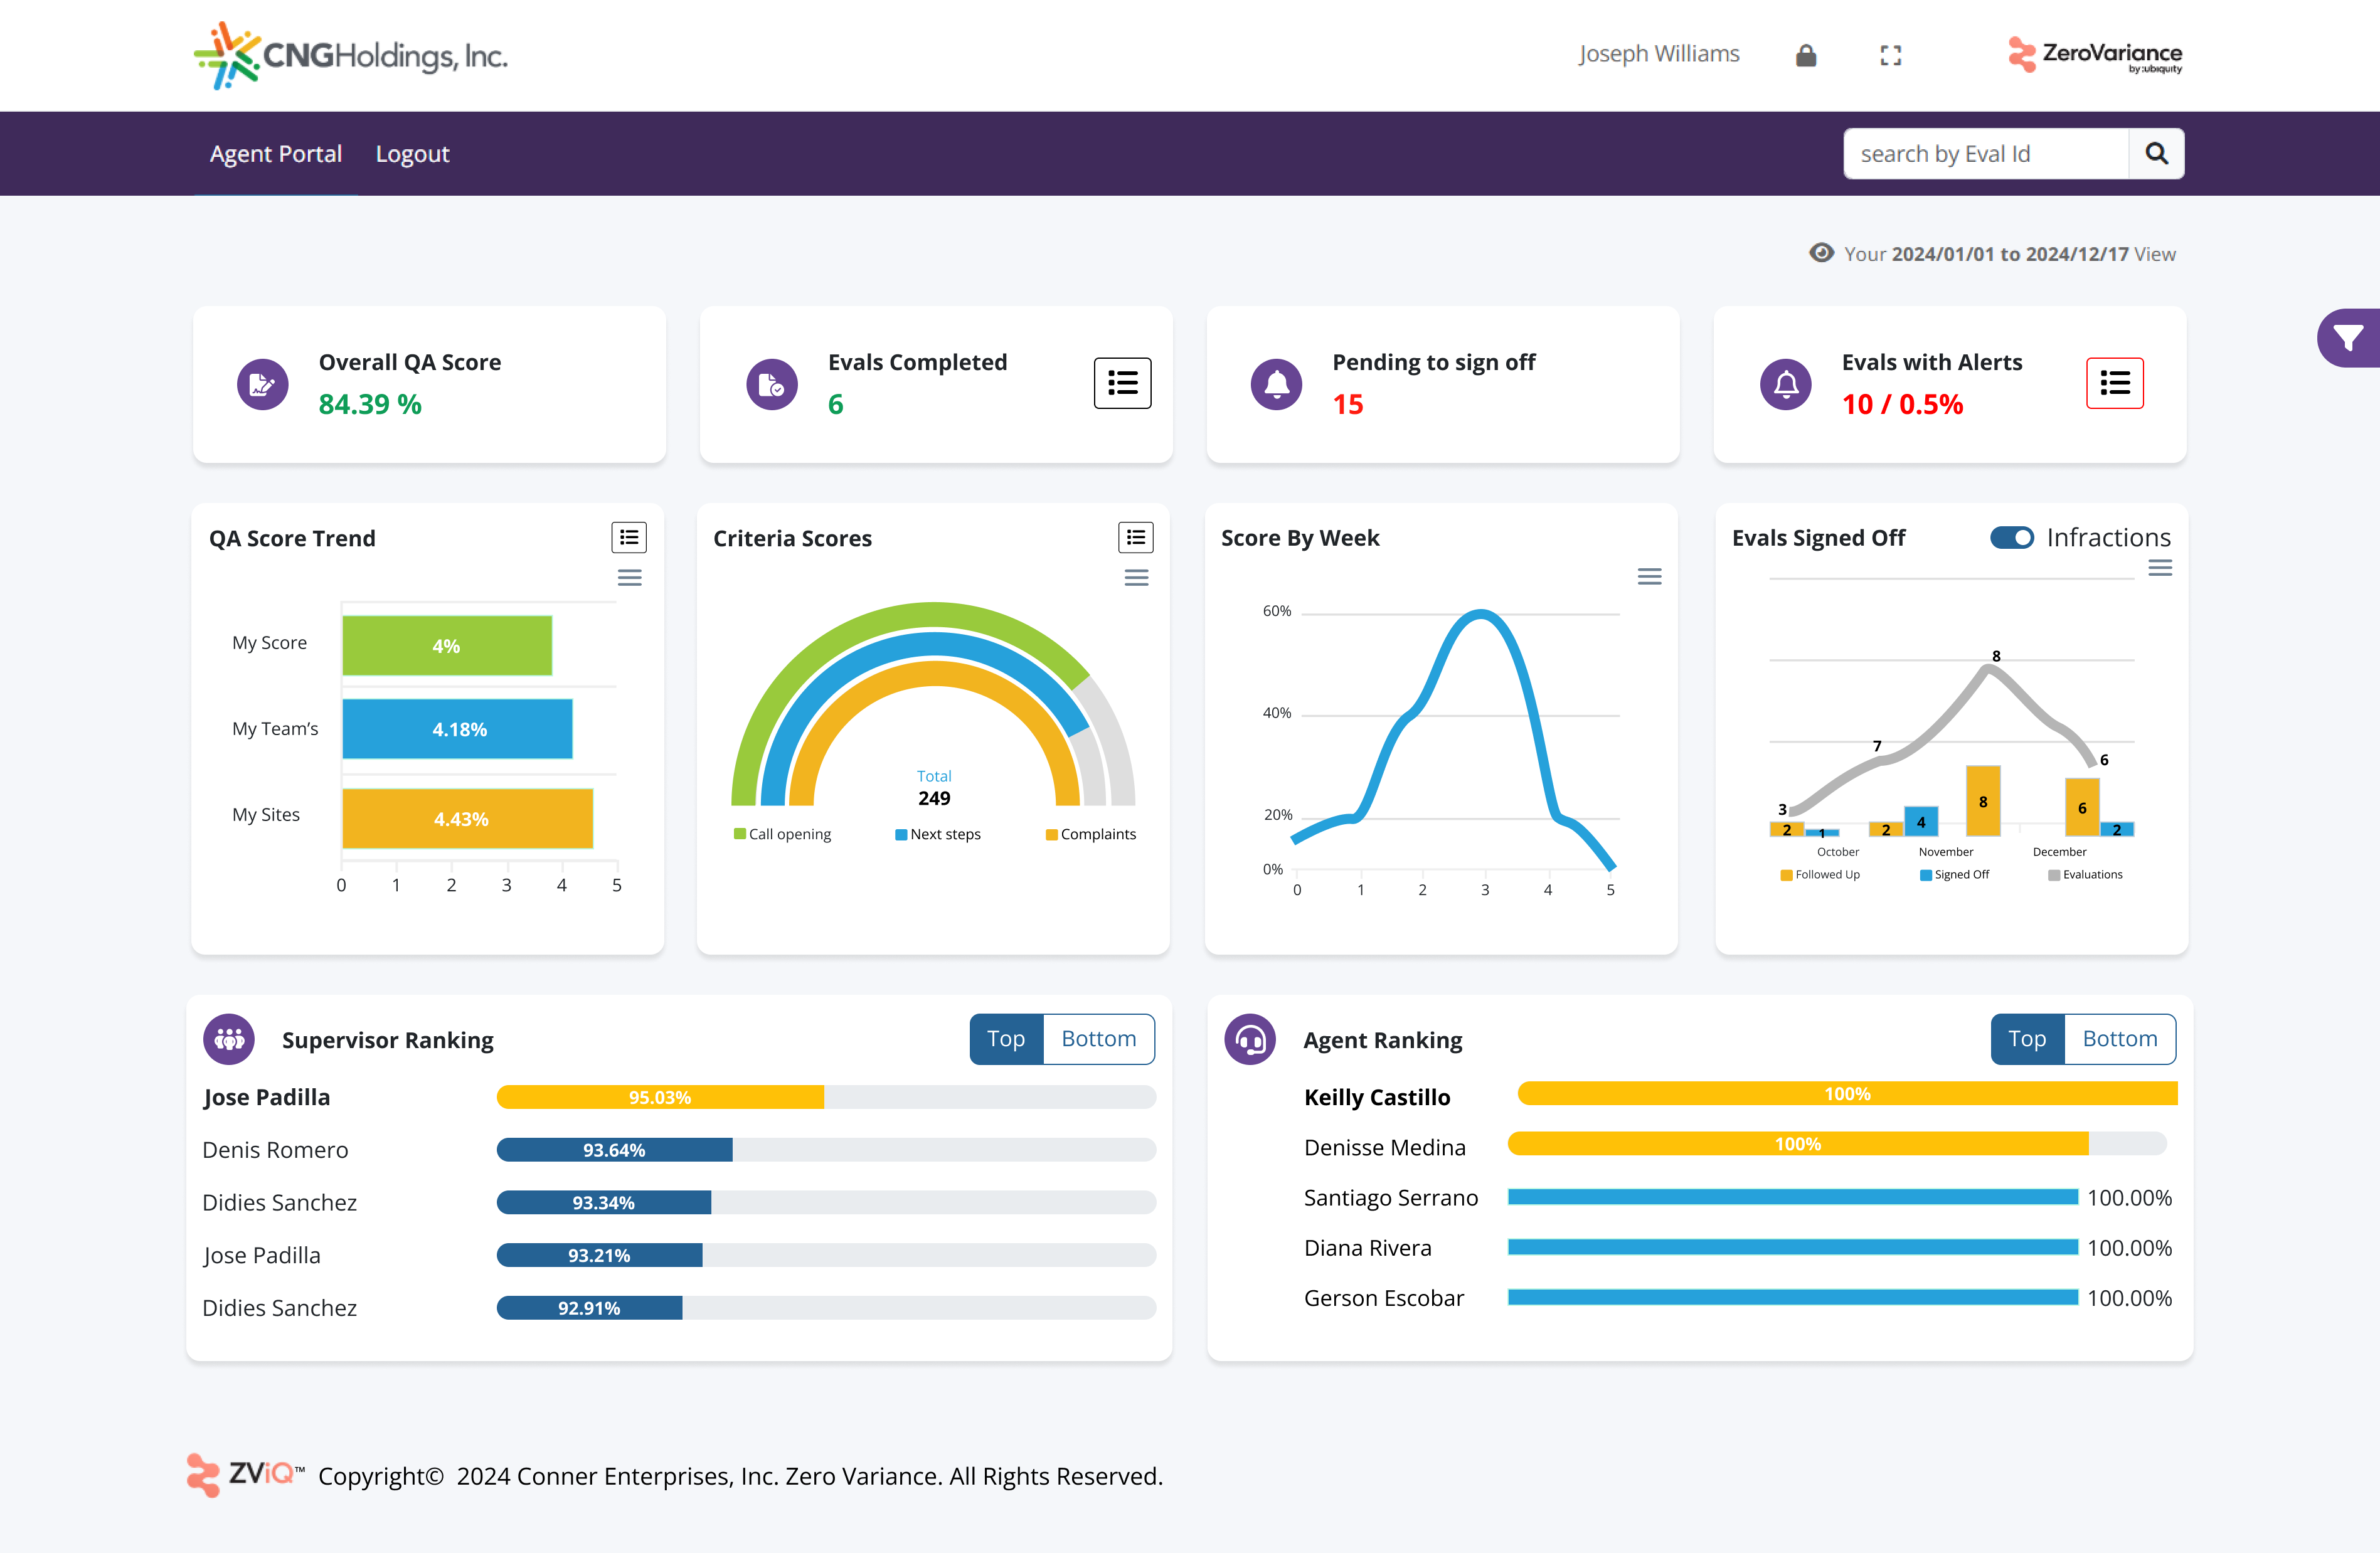 CNGHoldings, Inc.
Joseph Williams
ZeroVariance
by:ubiquity
Agent Portal
Logout
search by Eval Id
Your 2024/01/01 to 2024/12/17 View
Overall QA Score
84.39 %
Evals Completed
6
Pending to sign off
15
Evals with Alerts
10 / 0.5%
QA Score Trend
My Score
4%
My Team's
4.18%
My Sites
4.43%
0 1 2 3 4 5
Criteria Scores
Total
249
Call opening
Next steps
Complaints
Score By Week
60%
40%
20%
0%
0 1 2 3 4 5
Evals Signed Off
Infractions
8
7
6
3
2
1
2
4
8
6
2
October
November
December
Followed Up
Signed Off
Evaluations
Supervisor Ranking
Top
Bottom
Jose Padilla
95.03%
Denis Romero
93.64%
Didies Sanchez
93.34%
Jose Padilla
93.21%
Didies Sanchez
92.91%
Agent Ranking
Top
Bottom
Keilly Castillo
100%
Denisse Medina
100%
Santiago Serrano
100.00%
Diana Rivera
100.00%
Gerson Escobar
100.00%
ZViQ™ Copyright© 2024 Conner Enterprises, Inc. Zero Variance. All Rights Reserved.